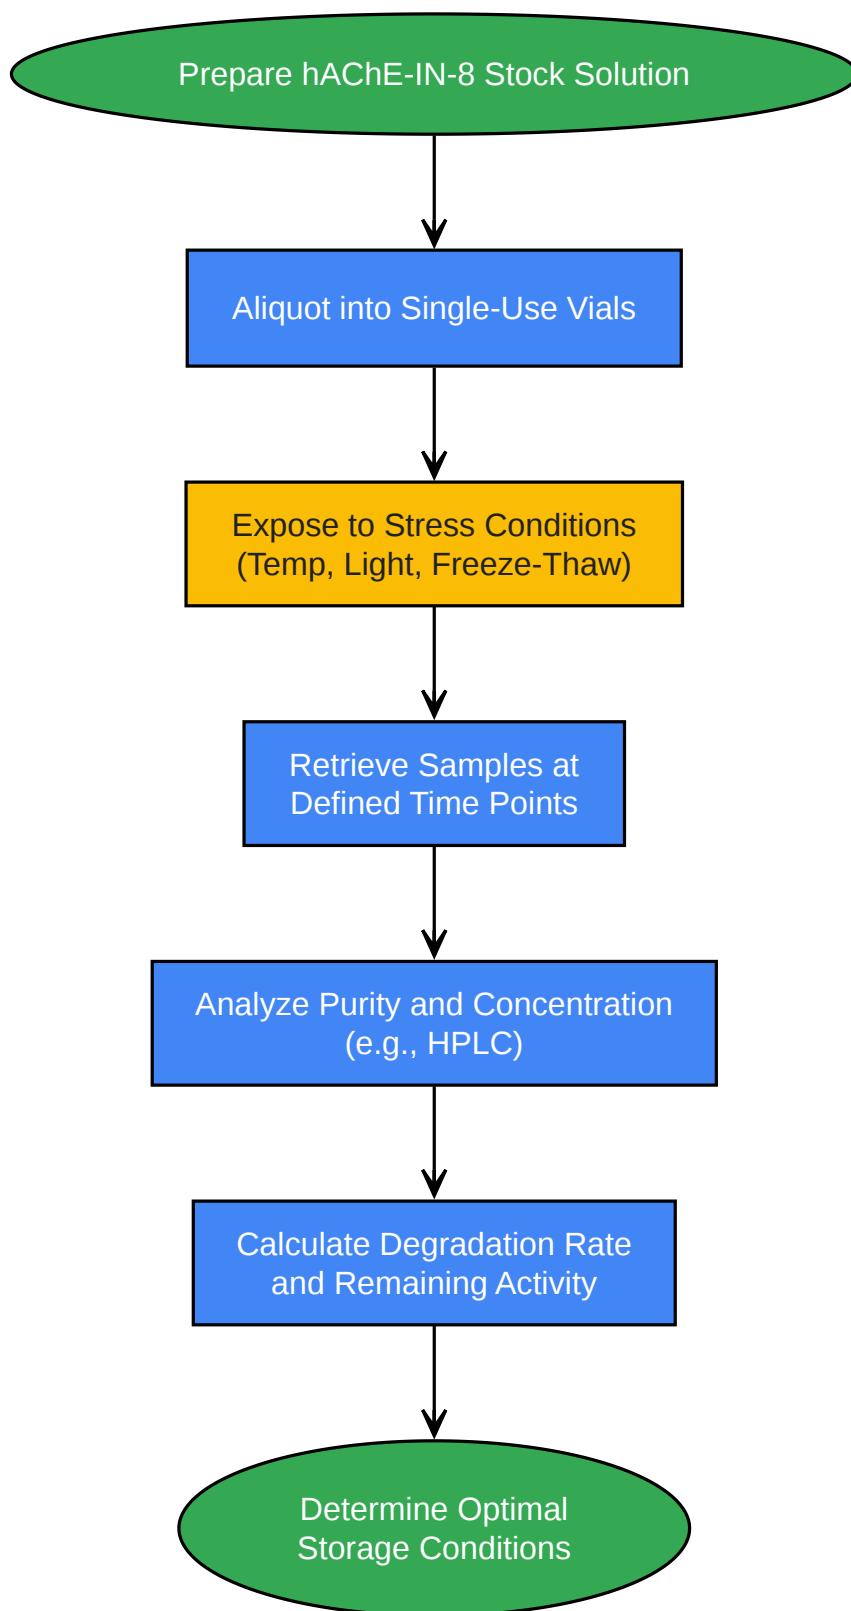 Prepare hAChE-IN-8 Stock Solution
Aliquot into Single-Use Vials
Expose to Stress Conditions
(Temp, Light, Freeze-Thaw)
Retrieve Samples at
Defined Time Points
Analyze Purity and Concentration
(e.g., HPLC)
Calculate Degradation Rate
and Remaining Activity
Determine Optimal
Storage Conditions